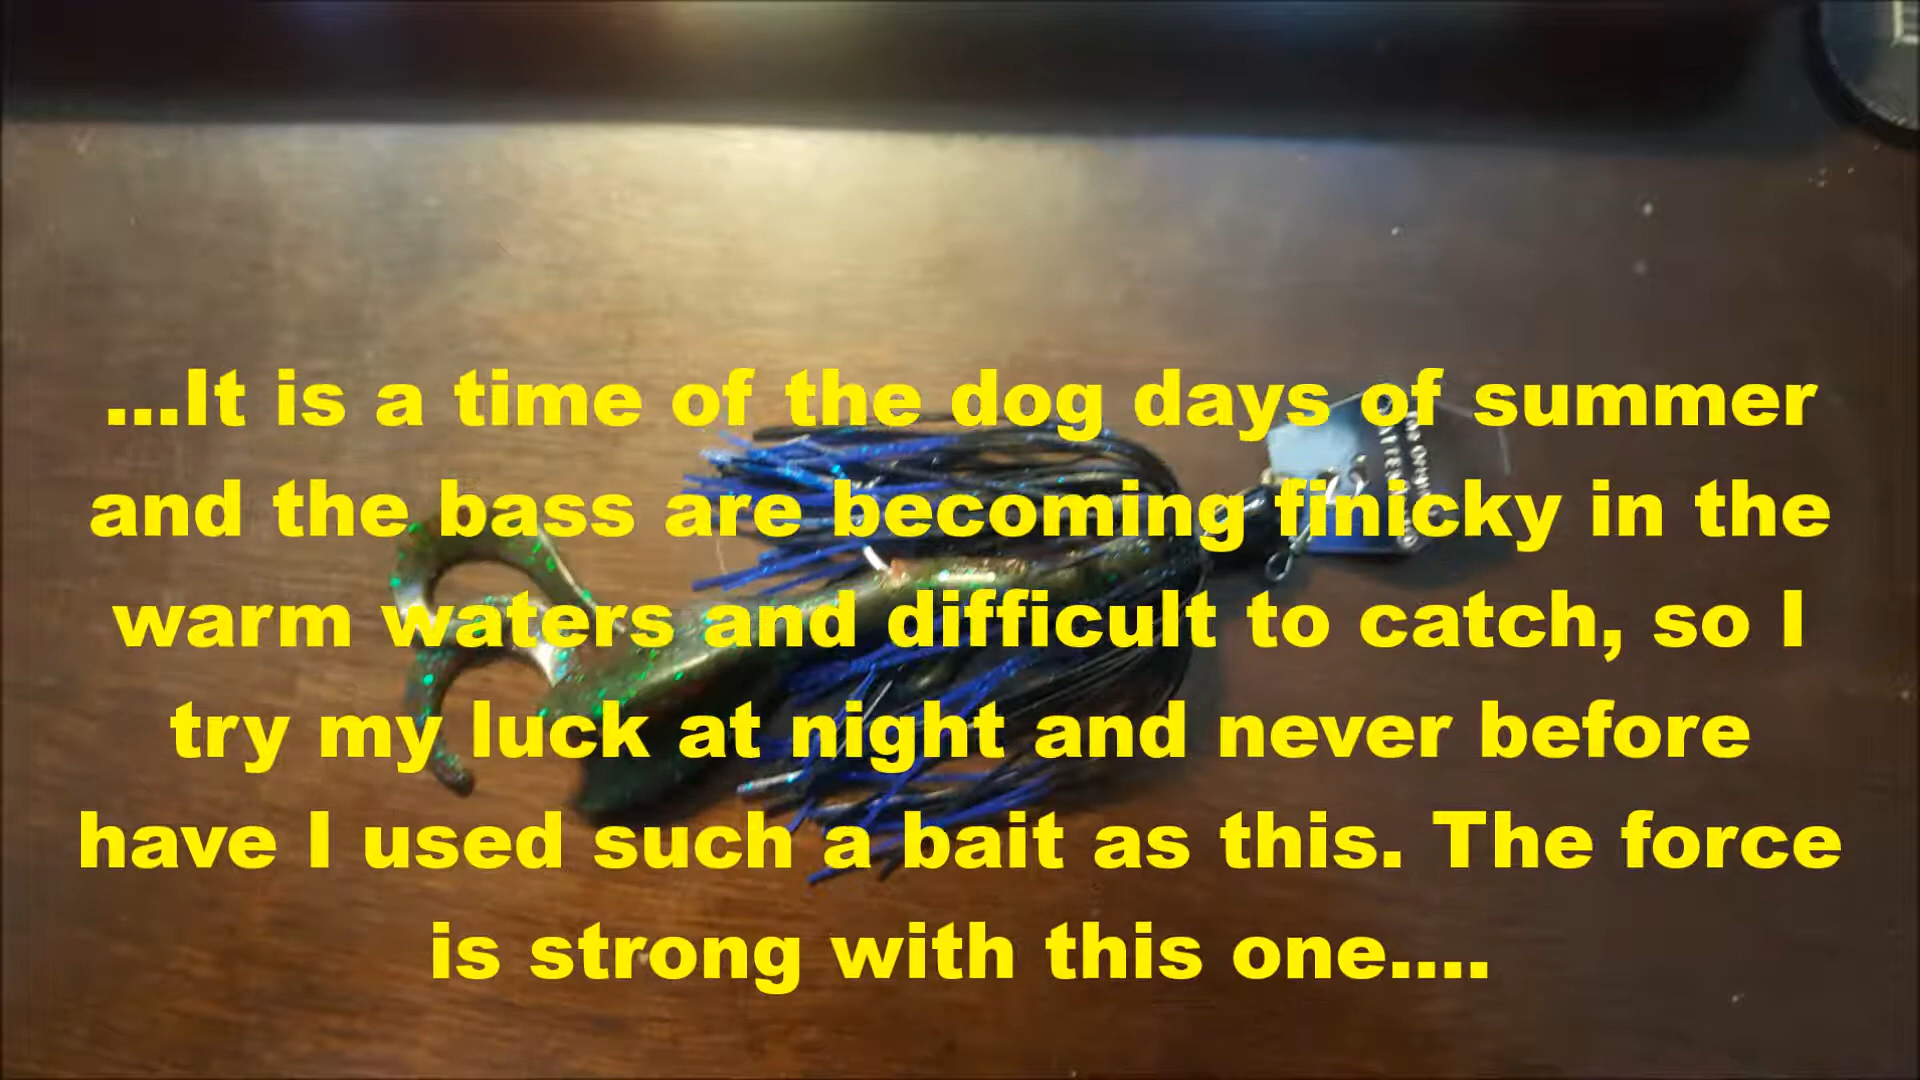 ...It is a time of the dog days of summer
and the bass are becoming finicky in the
warm waters and difficult to catch, so I
try my luck at night and never before
have I used such a bait as this. The force
is strong with this one....